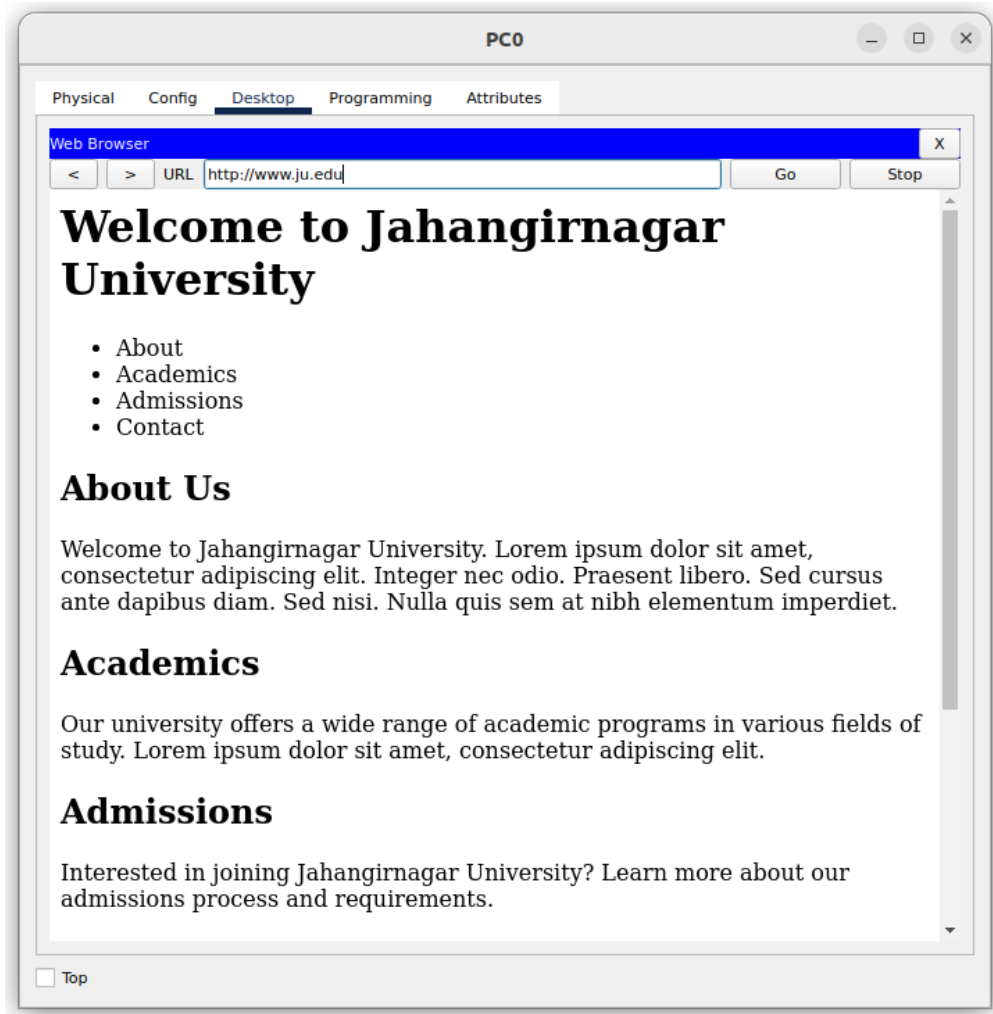 PC0
Physical Config Desktop Programming Attributes
Web Browser X
< > URL http://www.ju.edu Go Stop
Welcome to Jahangirnagar
University
• About
• Academics
• Admissions
• Contact
About Us
Welcome to Jahangirnagar University. Lorem ipsum dolor sit amet,
consectetur adipiscing elit. Integer nec odio. Praesent libero. Sed cursus
ante dapibus diam. Sed nisi. Nulla quis sem at nibh elementum imperdiet.
Academics
Our university offers a wide range of academic programs in various fields of
study. Lorem ipsum dolor sit amet, consectetur adipiscing elit.
Admissions
Interested in joining Jahangirnagar University? Learn more about our
admissions process and requirements.
Top